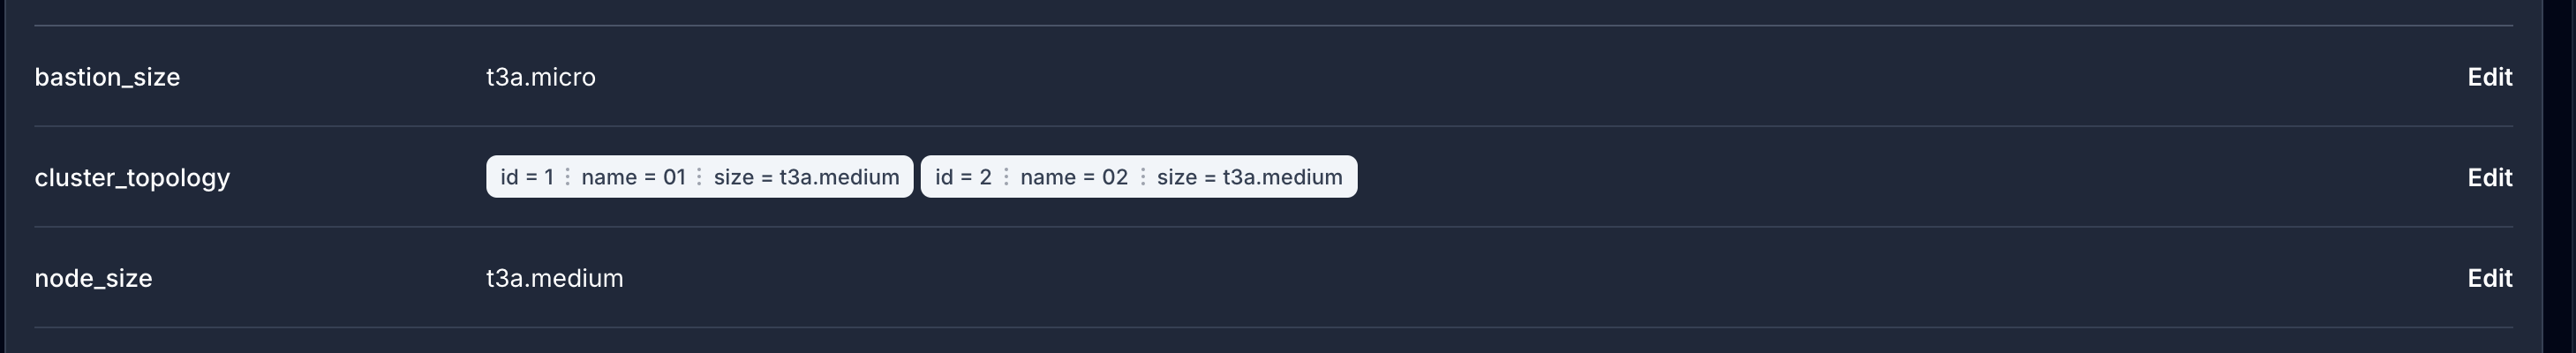 bastion_size t3a.micro Edit
cluster_topology id = 1 ⋮ name = 01 ⋮ size = t3a.medium id = 2 ⋮ name = 02 ⋮ size = t3a.medium Edit
node_size t3a.medium Edit